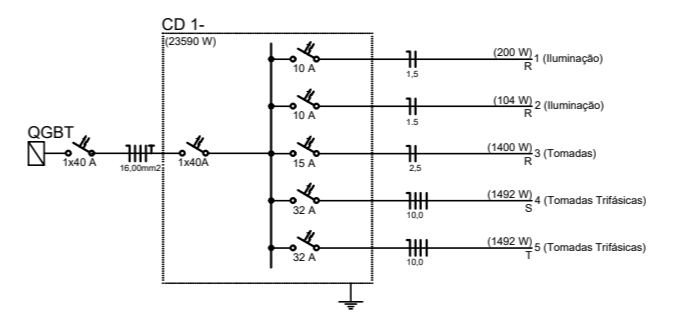 CD 1-
(23590 W)
10 A
1,5
(200 W)
R
1 (Iluminação)
10 A
1.5
(104 W)
R
2 (Iluminação)
QGBT
1x40 A
16,00mm2
1x40A
15 A
2,5
(1400 W)
R
3 (Tomadas)
32 A
10,0
(1492 W)
S
4 (Tomadas Trifásicas)
32 A
10,0
(1492 W)
T
5 (Tomadas Trifásicas)